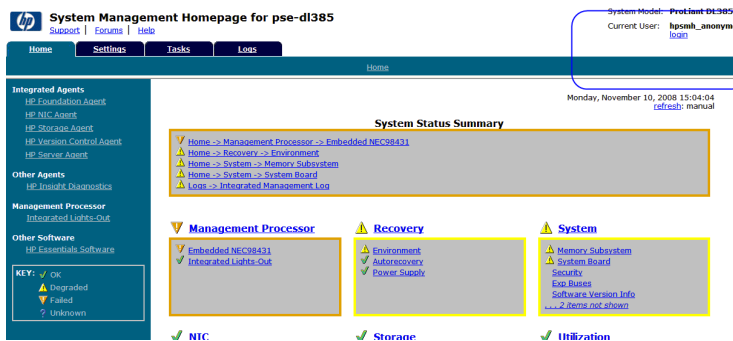 hp
System Management Homepage for pse-dl385
Support | Forums | Help
System Model: ProLiant DL385
Current User: hpsmh_anonym
login
Home Settings Tasks Logs
Home
Integrated Agents
HP Foundation Agent
HP NIC Agent
HP Storage Agent
HP Version Control Agent
HP Server Agent
Other Agents
HP Insight Diagnostics
Management Processor
Integrated Lights-Out
Other Software
HP Essentials Software
KEY: OK
Degraded
Failed
? Unknown
Monday, November 10, 2008 15:04:04
refresh: manual
System Status Summary
Home -> Management Processor -> Embedded NEC98431
Home -> Recovery -> Environment
Home -> System -> Memory Subsystem
Home -> System -> System Board
Logs -> Integrated Management Log
Management Processor
Embedded NEC98431
Integrated Lights-Out
Recovery
Environment
Autorecovery
Power Supply
System
Memory Subsystem
System Board
Security
Exp Buses
Software Version Info
. . . 2 items not shown
NIC
Storage
Utilization